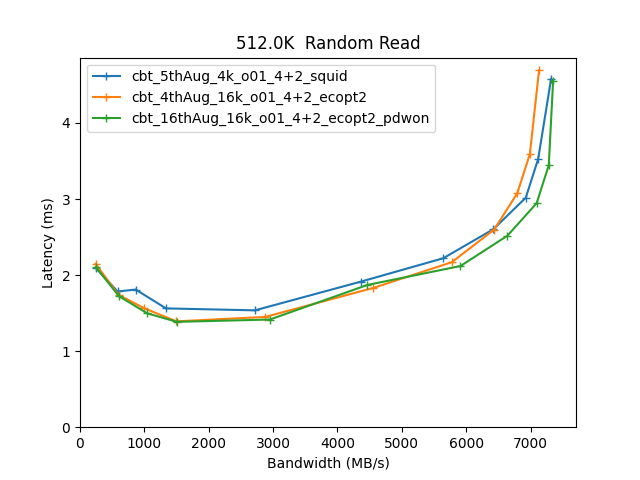 512.0K  Random Read
cbt_5thAug_4k_o01_4+2_squid
cbt_4thAug_16k_o01_4+2_ecopt2
cbt_16thAug_16k_o01_4+2_ecopt2_pdwon
Latency (ms)
4
3
2
1
0
0 1000 2000 3000 4000 5000 6000 7000
Bandwidth (MB/s)